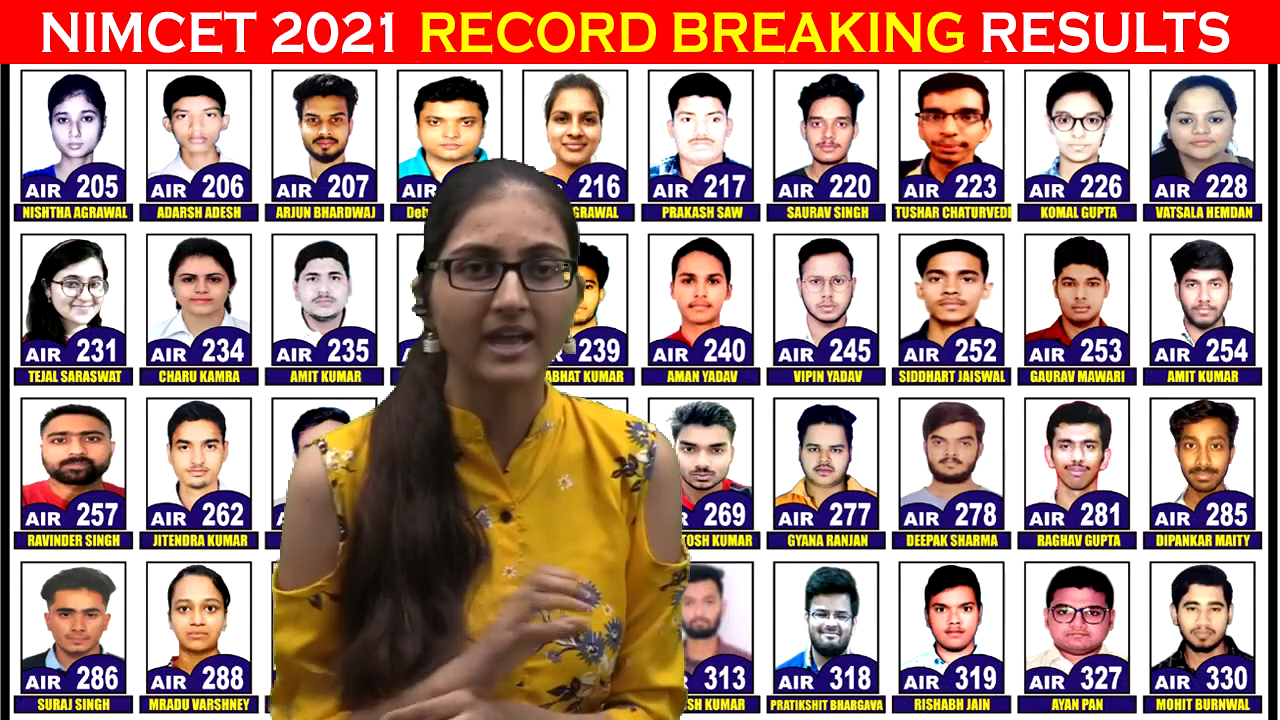 NIMCET 2021 RECORD BREAKING RESULTS
AIR 205 AIR 206 AIR 207 AIR 216 AIR 217 AIR 220 AIR 223 AIR 226 AIR 228
NISHTHA AGRAWAL ADARSH ADESH ARJUN BHARDWAJ PRAKASH SAW SAURAV SINGH TUSHAR CHATURVEDI KOMAL GUPTA VATSALA HEMDAN
AIR 231 AIR 234 AIR 235 239 AIR 240 AIR 245 AIR 252 AIR 253 AIR 254
TEJAL SARASWAT CHARU KAMRA AMIT KUMAR KUMAR AMAN YADAV VIPIN YADAV SIDDHART JAISWAL GAURAV MAWARI AMIT KUMAR
AIR 257 AIR 262 269 AIR 277 AIR 278 AIR 281 AIR 285
RAVINDER SINGH JITENDRA KUMAR KUMAR GYANA RANJAN DEEPAK SHARMA RAGHAV GUPTA DIPANKAR MAITY
AIR 286 AIR 288 313 AIR 318 AIR 319 AIR 327 AIR 330
SURAJ SINGH MRADU VARSHNEY KUMAR PRATIKSHIT BHARGAVA RISHABH JAIN AYAN PAN MOHIT BURNWAL